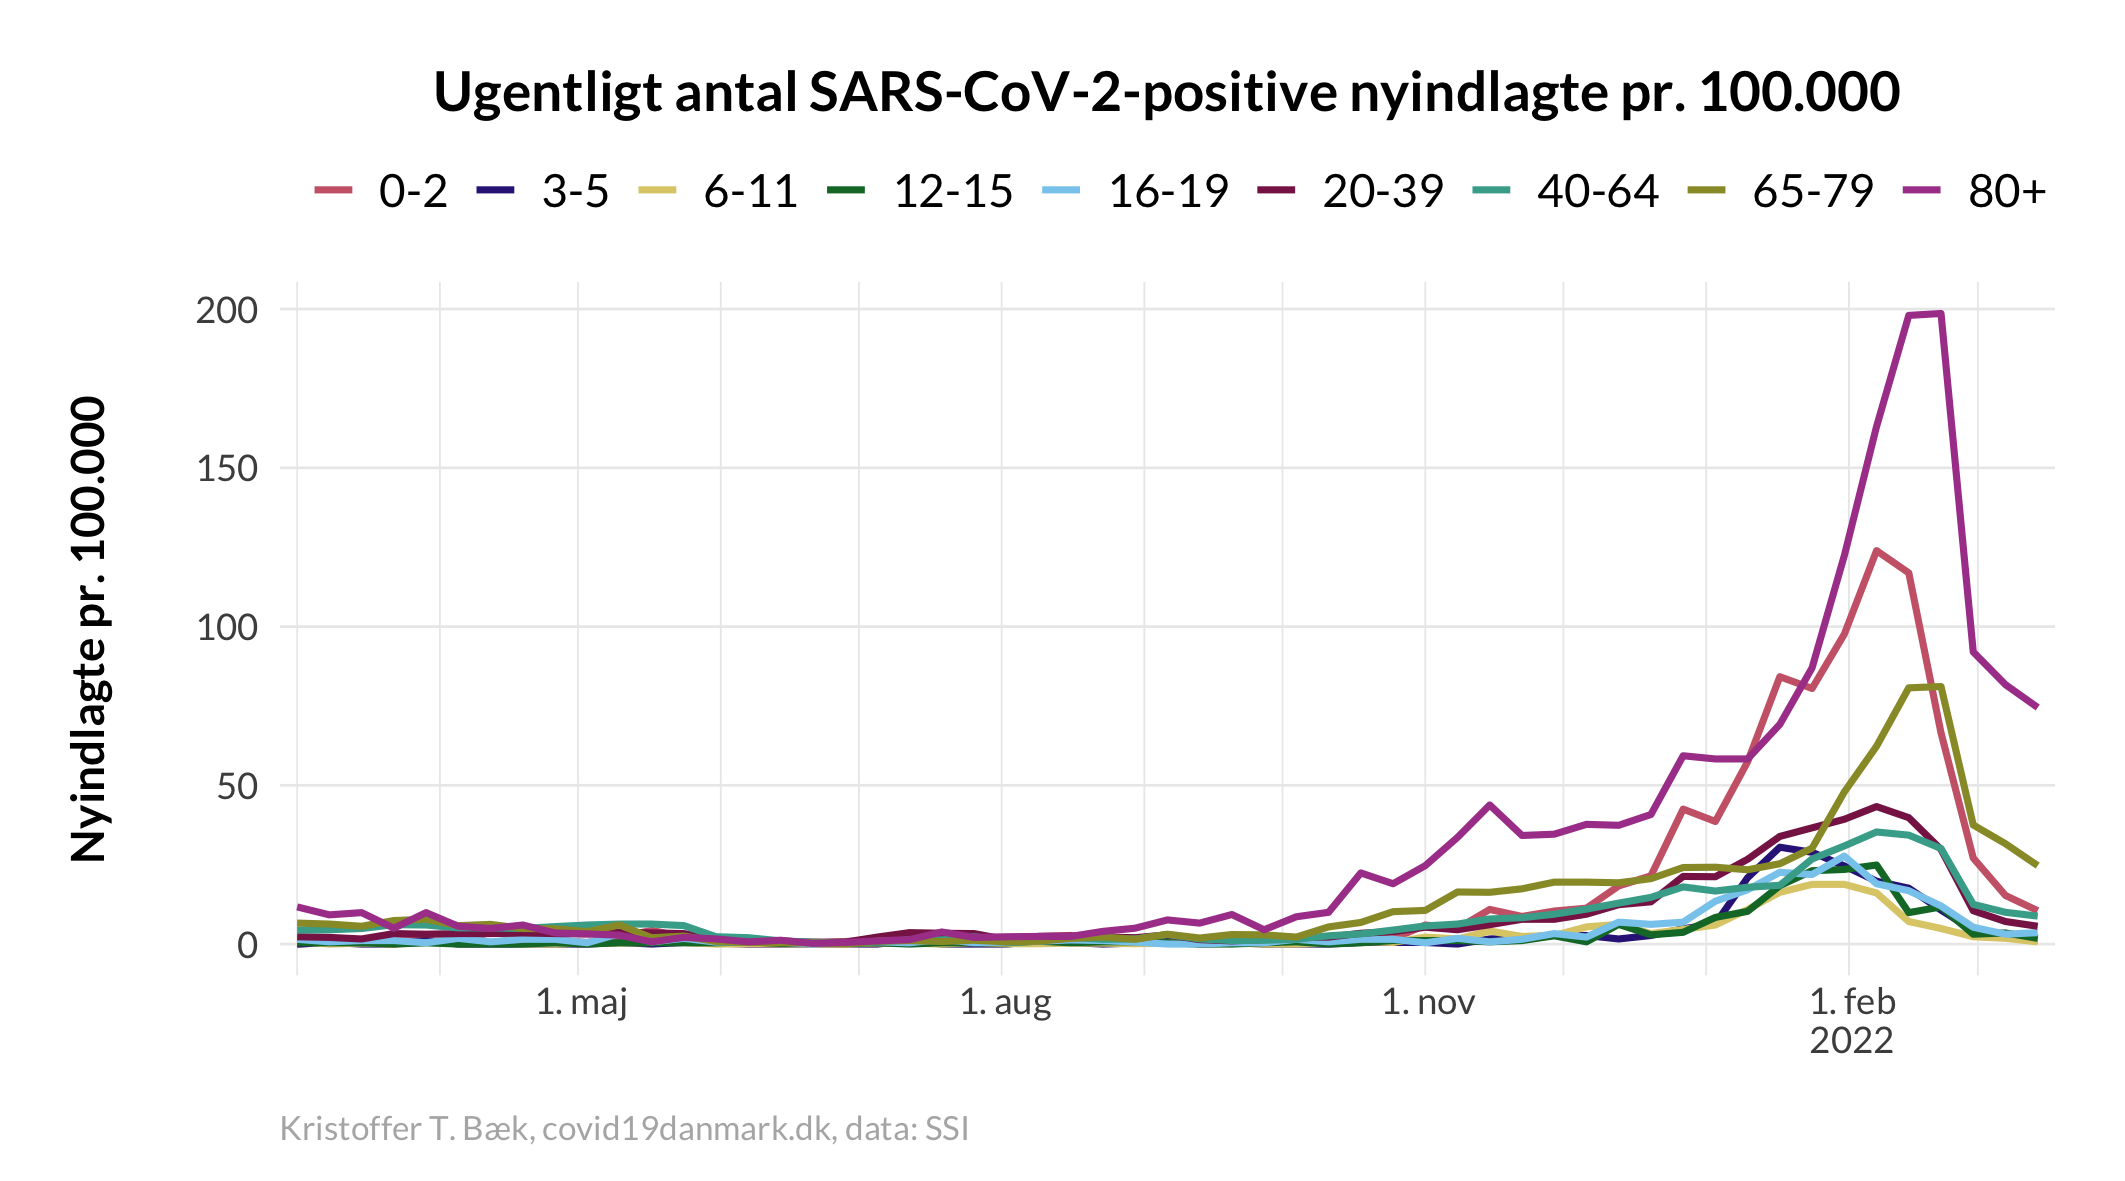 Ugentligt antal SARS-CoV-2-positive nyindlagte pr. 100.000
0-2 3-5 6-11 12-15 16-19 20-39 40-64 65-79 80+
Nyindlagte pr. 100.000
200
150
100
50
0
1. maj 1. aug 1. nov 1. feb
2022
Kristoffer T. Bæk, covid19danmark.dk, data: SSI